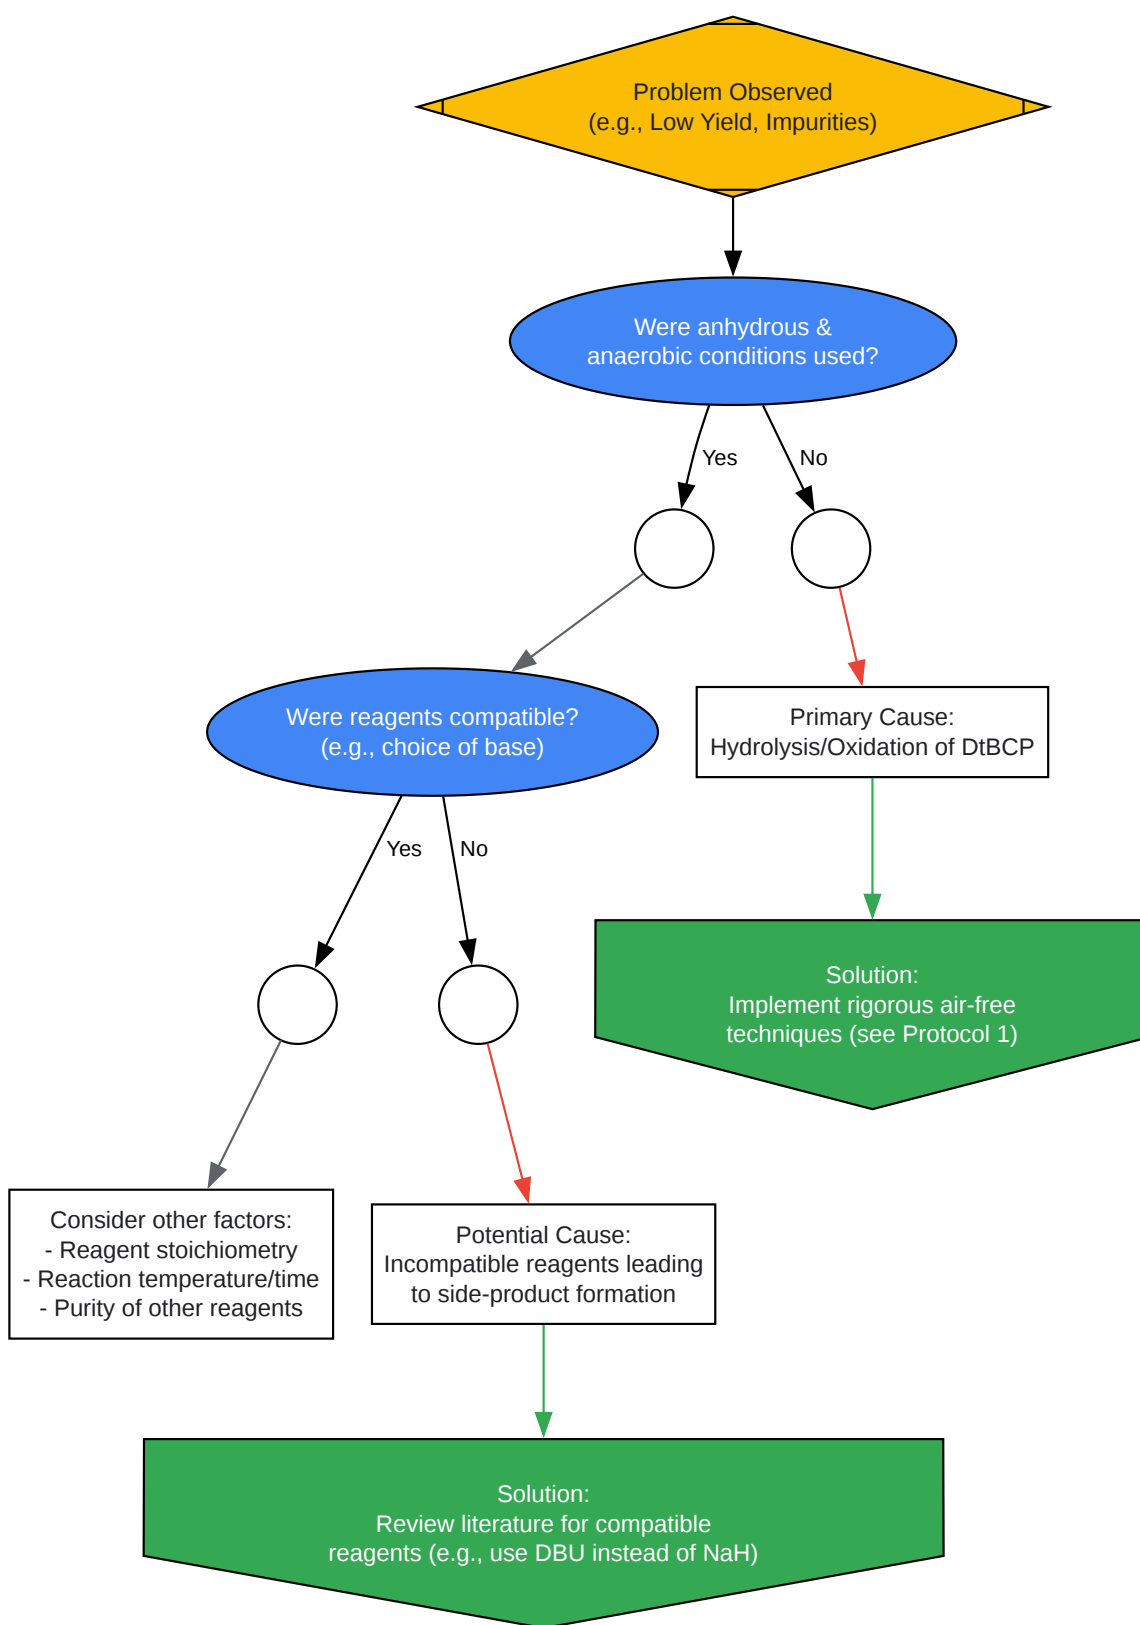 Problem Observed
(e.g., Low Yield, Impurities)
Were anhydrous &
anaerobic conditions used?
Yes
No
Were reagents compatible?
(e.g., choice of base)
Primary Cause:
Hydrolysis/Oxidation of DtBCP
Yes
No
Solution:
Implement rigorous air-free
techniques (see Protocol 1)
Consider other factors:
- Reagent stoichiometry
- Reaction temperature/time
- Purity of other reagents
Potential Cause:
Incompatible reagents leading
to side-product formation
Solution:
Review literature for compatible
reagents (e.g., use DBU instead of NaH)